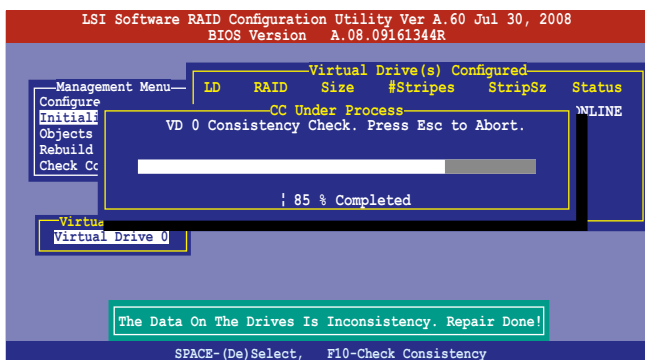 LSI Software RAID Configuration Utility Ver A.60 Jul 30, 2008
BIOS Version A.08.09161344R
Virtual Drive(s) Configured
LD RAID Size #Stripes StripSz Status
Management Menu
Configure
Initiali
Objects
Rebuild
Check Co
CC Under Process
VD 0 Consistency Check. Press Esc to Abort.
¦ 85 % Completed
ONLINE
Virtua
Virtual Drive 0
The Data On The Drives Is Inconsistency. Repair Done!
SPACE-(De)Select, F10-Check Consistency